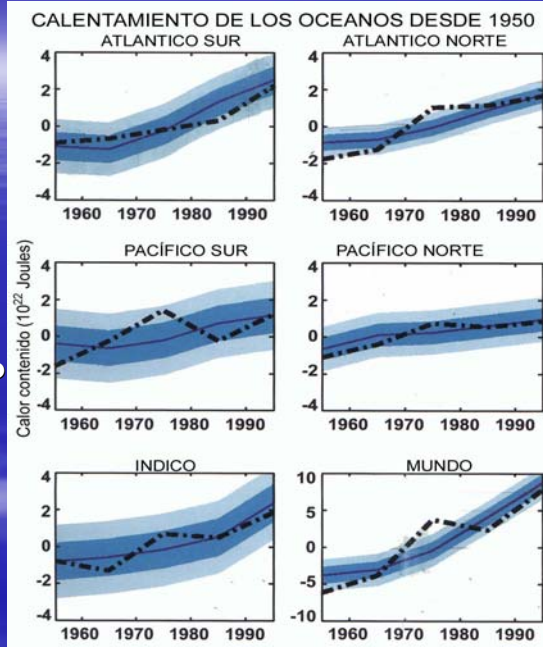 CALENTAMIENTO DE LOS OCEANOS DESDE 1950
ATLANTICO SUR
4
2
0
-2
-4
1960 1970 1980 1990
ATLANTICO NORTE
4
2
0
-2
-4
1960 1970 1980 1990
Calor contenido (10²² Joules)
PACÍFICO SUR
4
2
0
-2
-4
1960 1970 1980 1990
PACÍFICO NORTE
4
2
0
-2
-4
1960 1970 1980 1990
INDICO
4
2
0
-2
-4
1960 1970 1980 1990
MUNDO
10
5
0
-5
-10
1960 1970 1980 1990